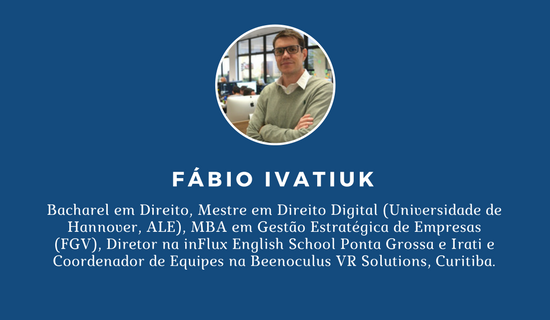 FÁBIO IVATIUK
Bacharel em Direito, Mestre em Direito Digital (Universidade de
Hannover, ALE), MBA em Gestão Estratégica de Empresas
(FGV), Diretor na inFlux English School Ponta Grossa e Irati e
Coordenador de Equipes na Beenoculus VR Solutions, Curitiba.